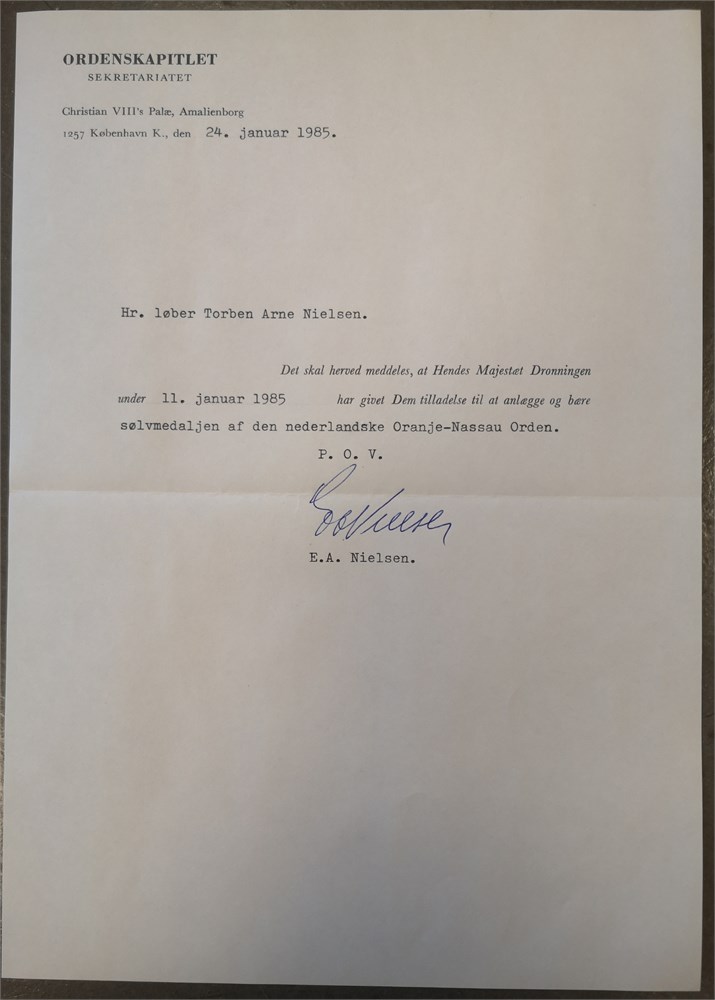 ORDENSKAPITLET
SEKRETARIATET
Christian VIII's Palæ, Amalienborg
1257 København K., den 24. januar 1985.
Hr. løber Torben Arne Nielsen.
Det skal herved meddeles, at Hendes Majestæt Dronningen
under 11. januar 1985 har givet Dem tilladelse til at anlægge og bære
sølvmedaljen af den nederlandske Oranje-Nassau Orden.
P. O. V.
E.A. Nielsen.